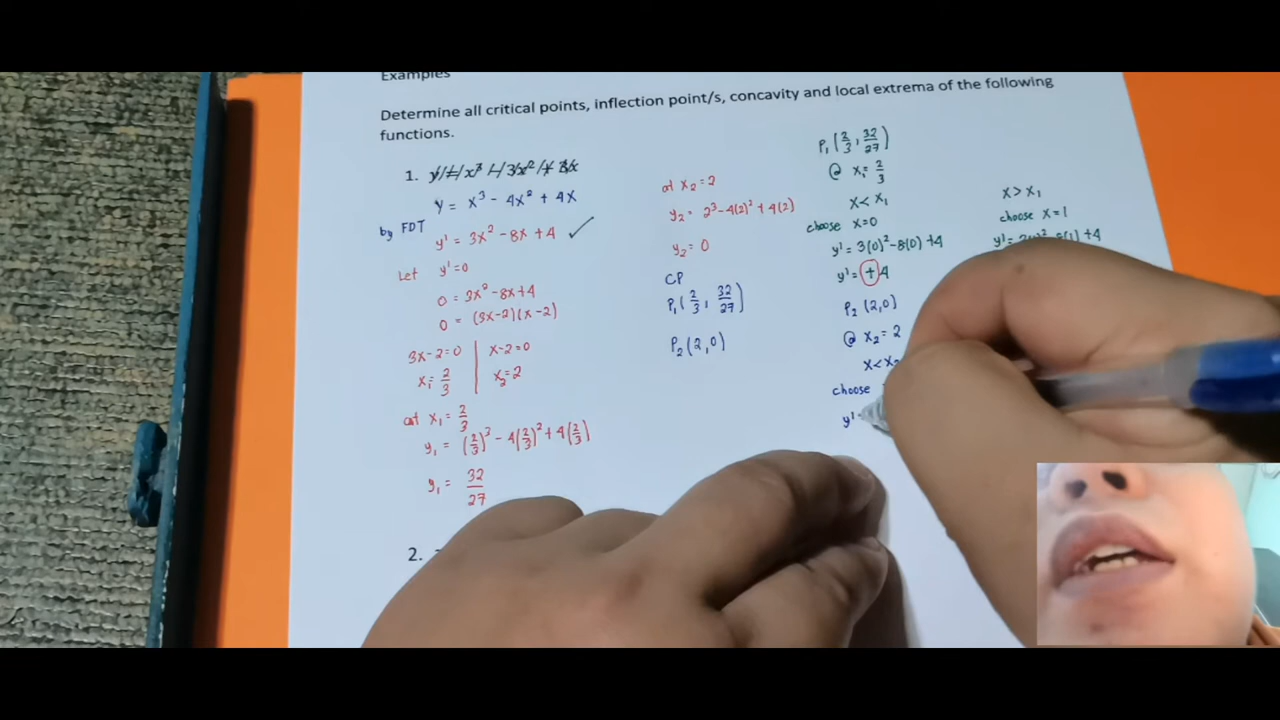 Examples
Determine all critical points, inflection point/s, concavity and local extrema of the following
functions.
1. y = x³ - 3x² + 3x
y = x³ - 4x² + 4x
by FDT
y' = 3x² - 8x + 4
Let y' = 0
0 = 3x² - 8x + 4
0 = (3x-2)(x-2)
3x-2=0 | x-2=0
x₁ = 2/3 | x₂ = 2
at x₁ = 2/3
y₁ = (2/3)³ - 4(2/3)² + 4(2/3)
y₁ = 32/27
2.
at x₂ = 2
y₂ = 2³ - 4(2)² + 4(2)
y₂ = 0
CP
P₁(2/3, 32/27)
P₂(2,0)
P₁(2/3, 32/27)
@ x₁ = 2/3
x < x₁
choose x=0
y' = 3(0)² - 8(0) + 4
y' = + 4
P₂(2,0)
@ x₂ = 2
x<x
choose
y'
x > x₁
choose x=1